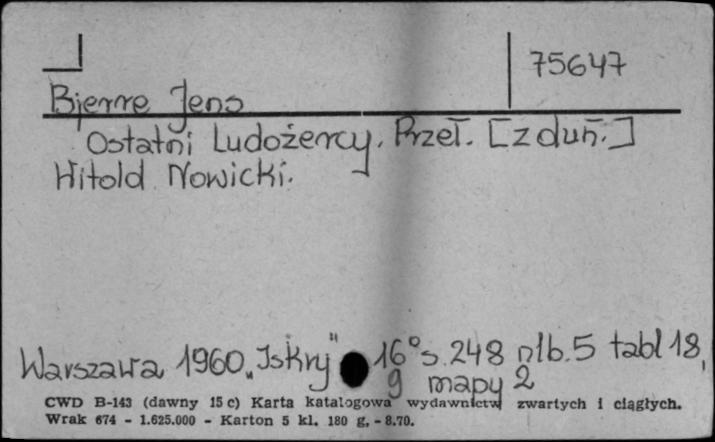 75647
Bjerre Jens
Ostatni Ludożercy. Przeł. [z duń.]
Witold Nowicki.
Warszawa 1960 „Iskry" 16° s. 248 nlb. 5 tabl 18,
9 mapy 2
CWD B-143 (dawny 15 c) Karta katalogowa wydawnictw zwartych i ciągłych.
Wrak 674 - 1.625.000 - Karton 5 kl. 180 g. - 8.70.